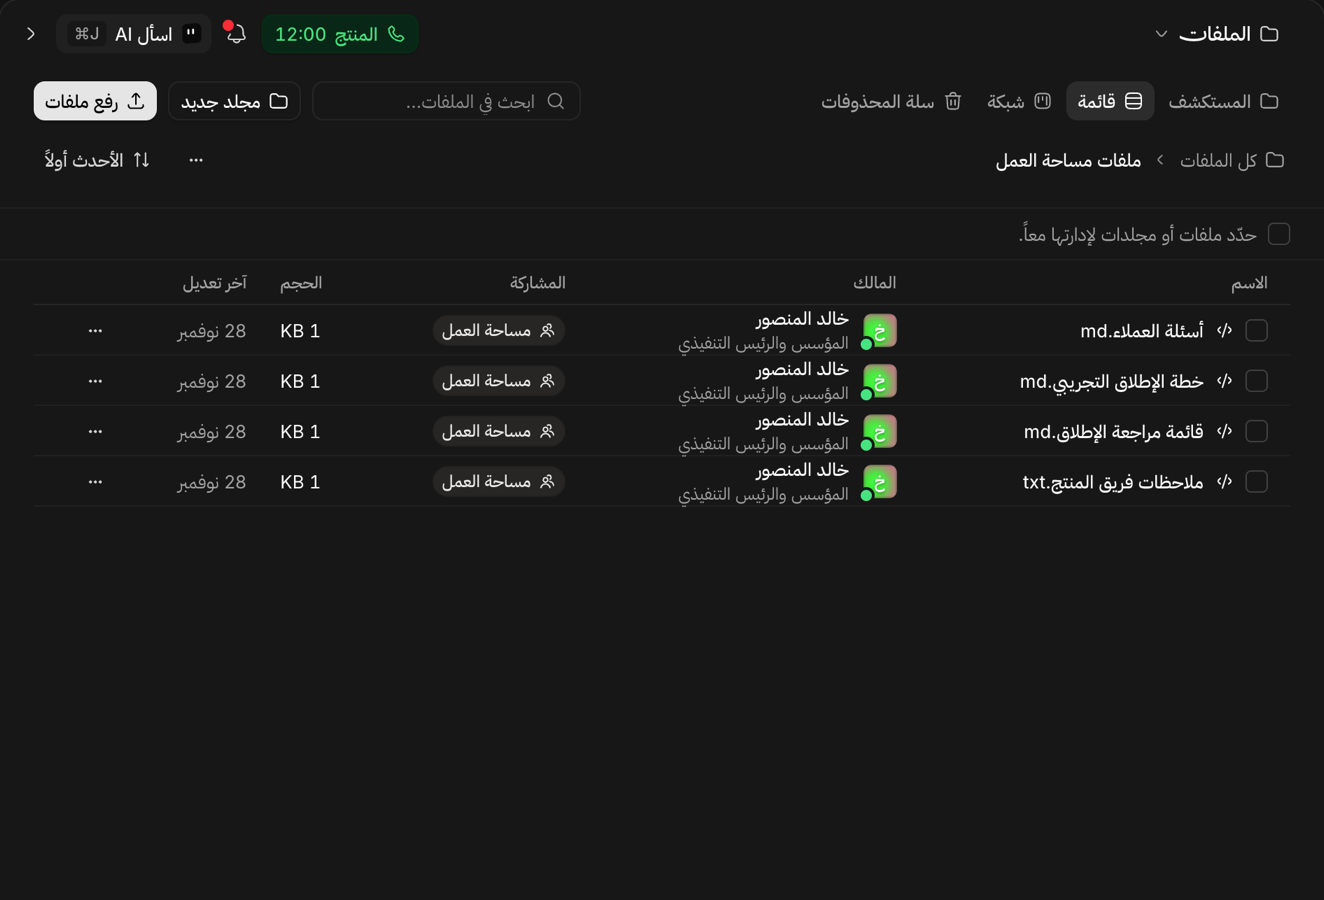 الملفات
المنتج 12:00
اسأل AI ⌘J
المستكشف
قائمة
شبكة
سلة المحذوفات
ابحث في الملفات...
مجلد جديد
رفع ملفات
كل الملفات › ملفات مساحة العمل
الأحدث أولاً
حدّد ملفات أو مجلدات لإدارتها معاً.
الاسم المالك المشاركة الحجم آخر تعديل
أسئلة العملاء.md خالد المنصور مساحة العمل 1 KB 28 نوفمبر
المؤسس والرئيس التنفيذي
خطة الإطلاق التجريبي.md خالد المنصور مساحة العمل 1 KB 28 نوفمبر
المؤسس والرئيس التنفيذي
قائمة مراجعة الإطلاق.md خالد المنصور مساحة العمل 1 KB 28 نوفمبر
المؤسس والرئيس التنفيذي
ملاحظات فريق المنتج.txt خالد المنصور مساحة العمل 1 KB 28 نوفمبر
المؤسس والرئيس التنفيذي